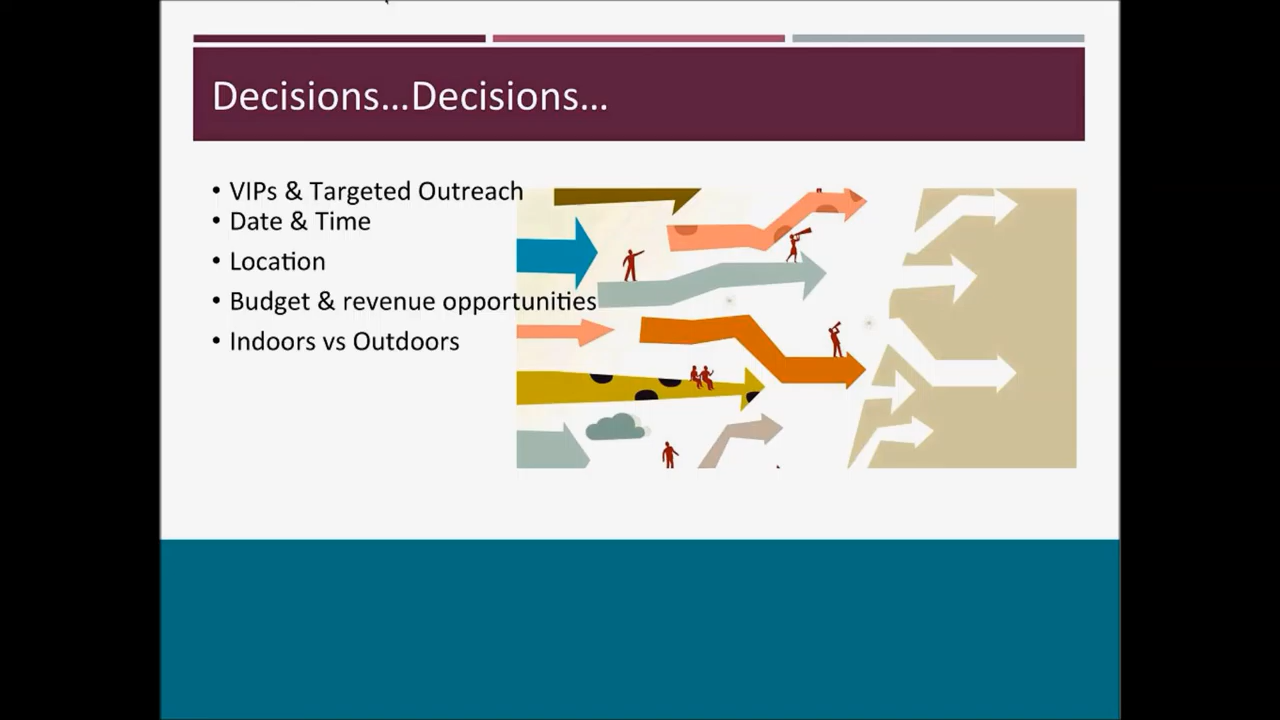 Decisions…Decisions…
• VIPs & Targeted Outreach
• Date & Time
• Location
• Budget & revenue opportunities
• Indoors vs Outdoors